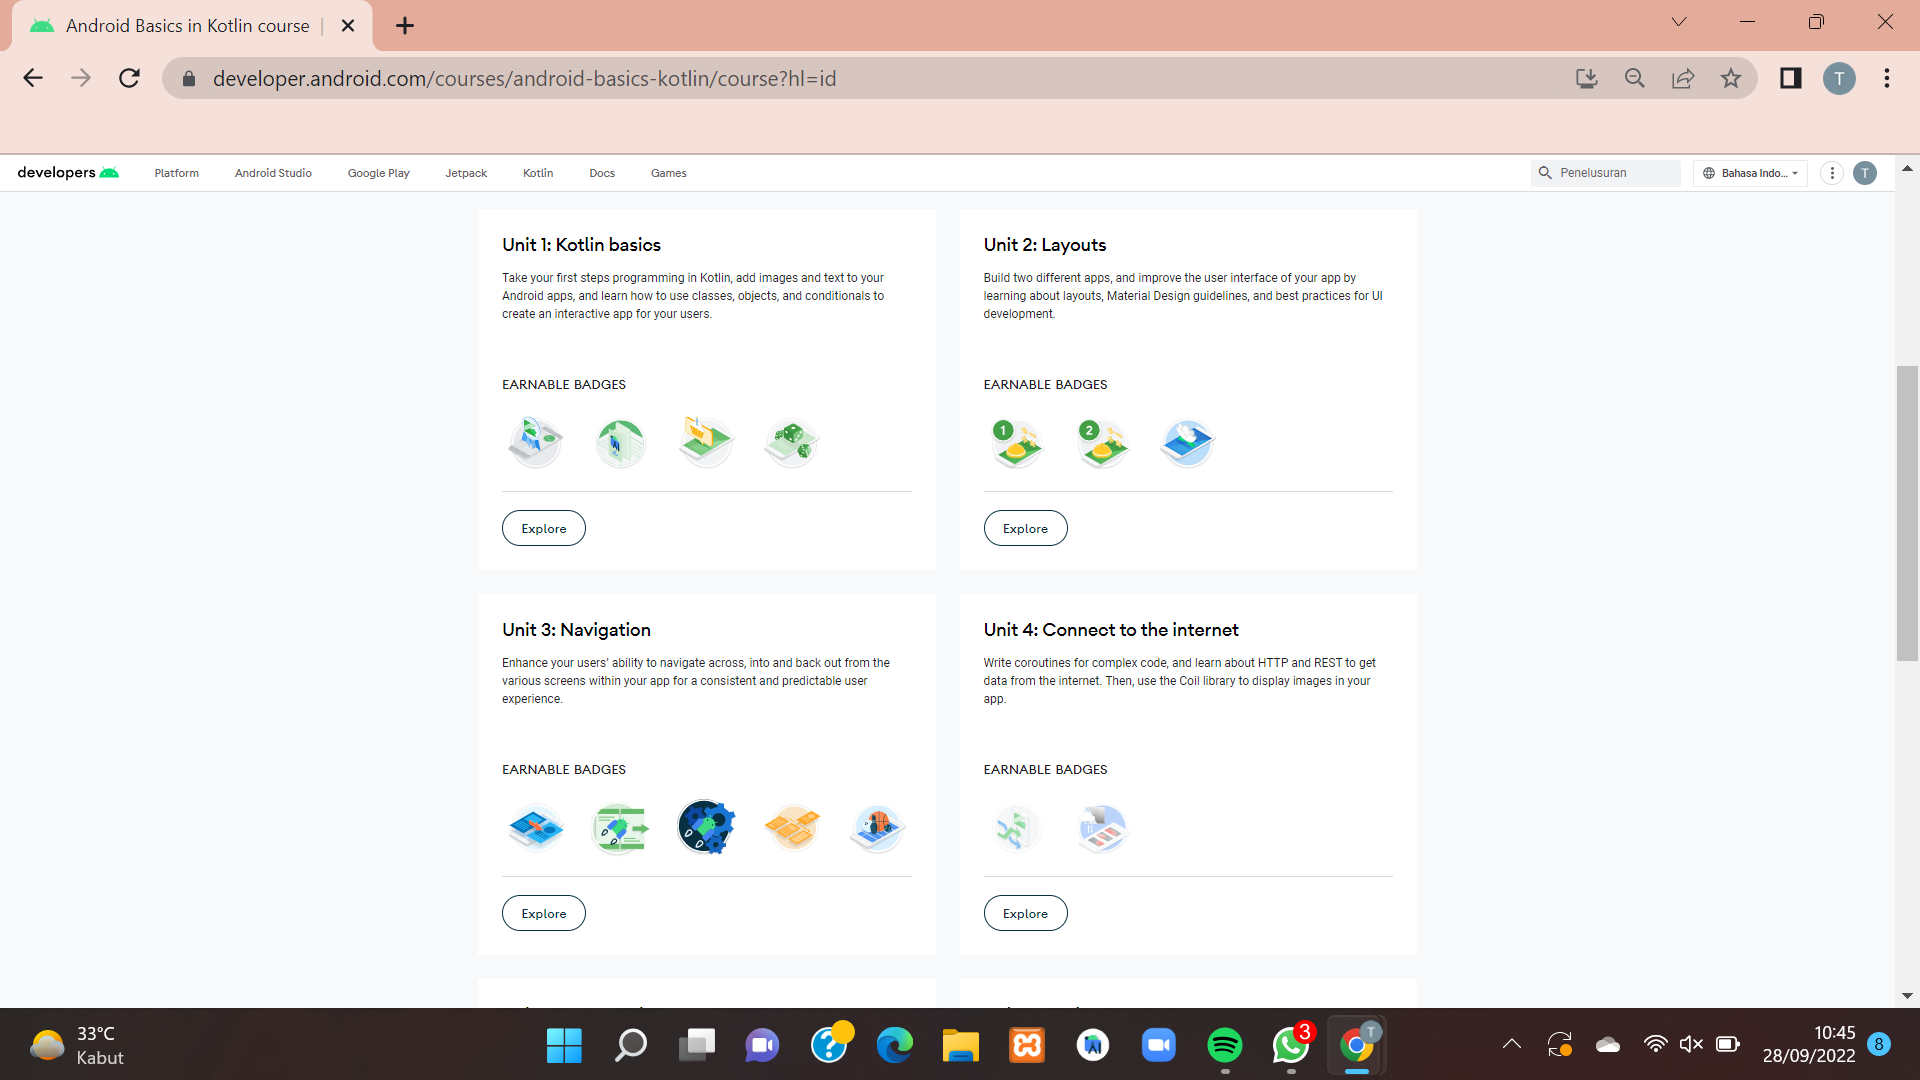 Android Basics in Kotlin course
developer.android.com/courses/android-basics-kotlin/course?hl=id
T
developers
Platform
Android Studio
Google Play
Jetpack
Kotlin
Docs
Games
Penelusuran
Bahasa Indo...
T
Unit 1: Kotlin basics
Take your first steps programming in Kotlin, add images and text to your
Android apps, and learn how to use classes, objects, and conditionals to
create an interactive app for your users.
EARNABLE BADGES
Explore
Unit 2: Layouts
Build two different apps, and improve the user interface of your app by
learning about layouts, Material Design guidelines, and best practices for UI
development.
EARNABLE BADGES
1
2
Explore
Unit 3: Navigation
Enhance your users' ability to navigate across, into and back out from the
various screens within your app for a consistent and predictable user
experience.
EARNABLE BADGES
Explore
Unit 4: Connect to the internet
Write coroutines for complex code, and learn about HTTP and REST to get
data from the internet. Then, use the Coil library to display images in your
app.
EARNABLE BADGES
Explore
33°C
Kabut
3
T
10:45
28/09/2022
8